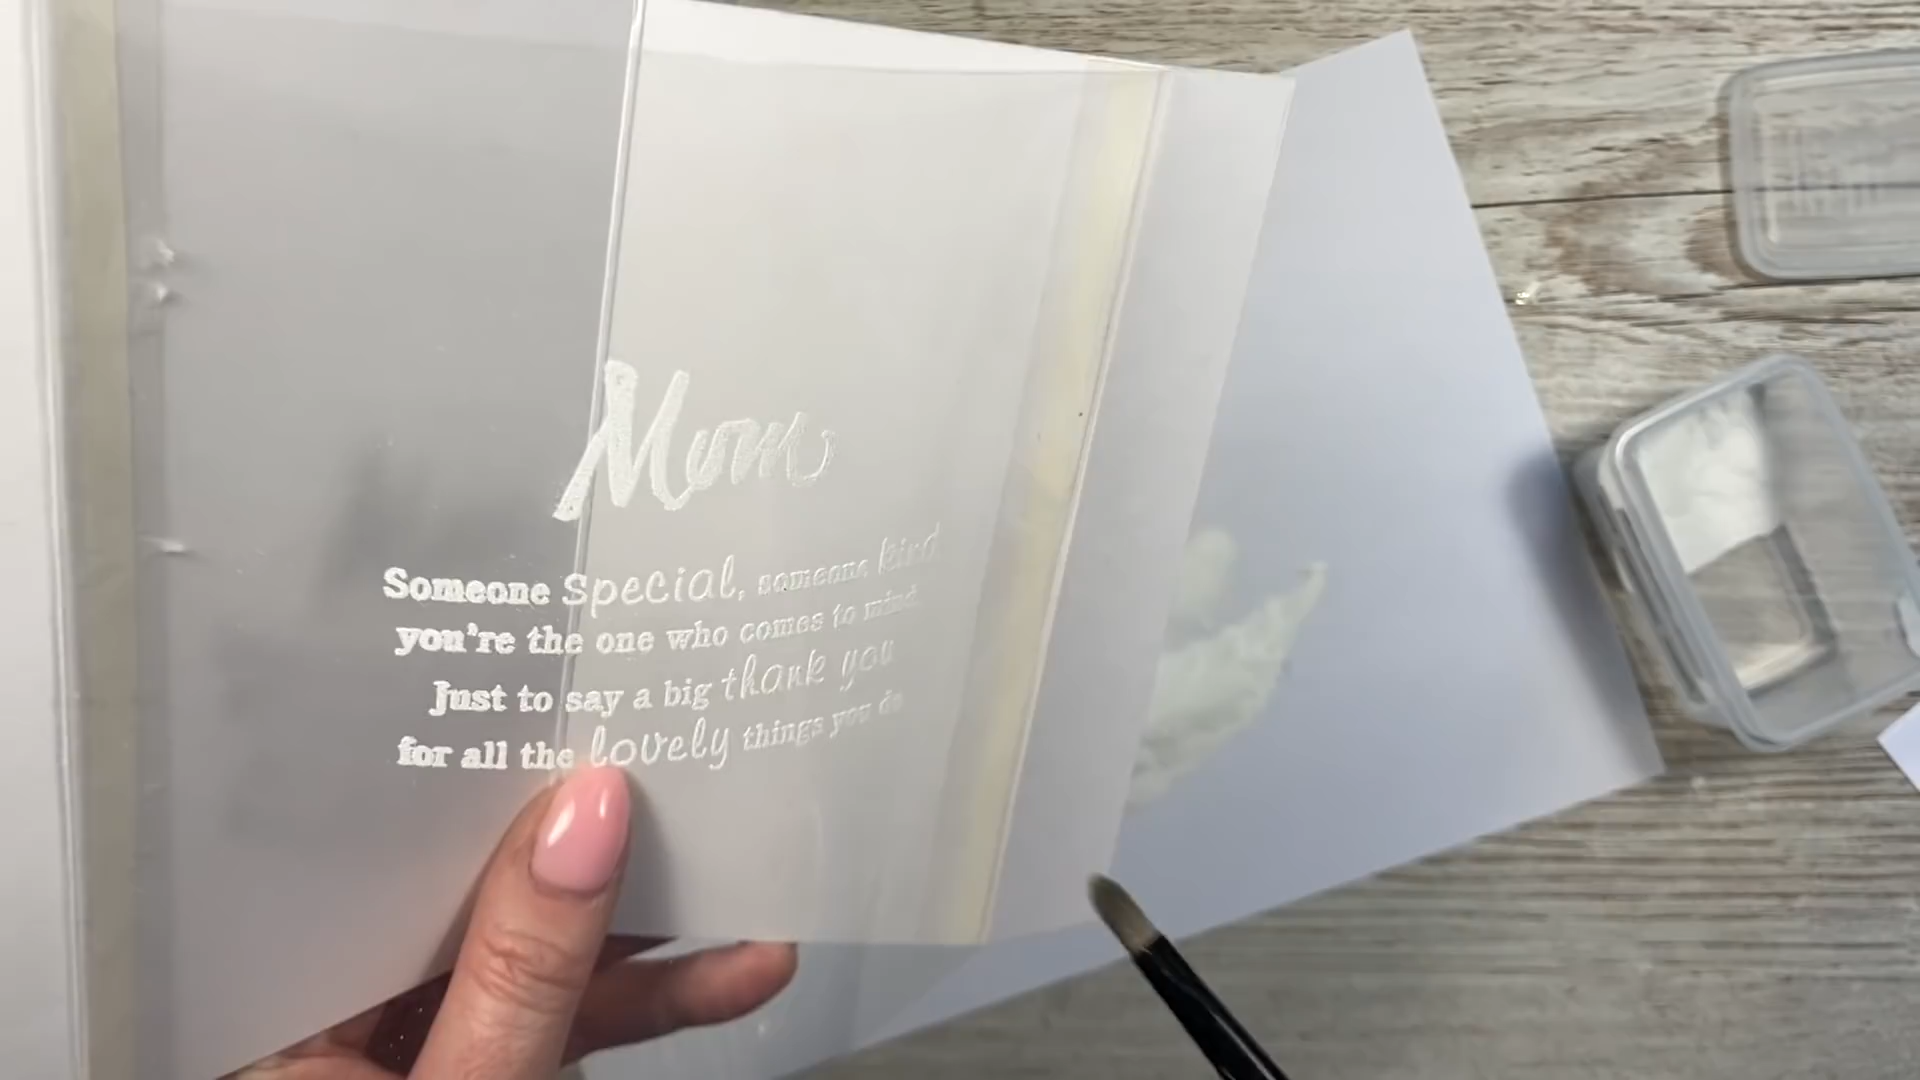 Mom
Someone Special, someone kind
you're the one who comes to mind
Just to say a big thank you
for all the lovely things you do